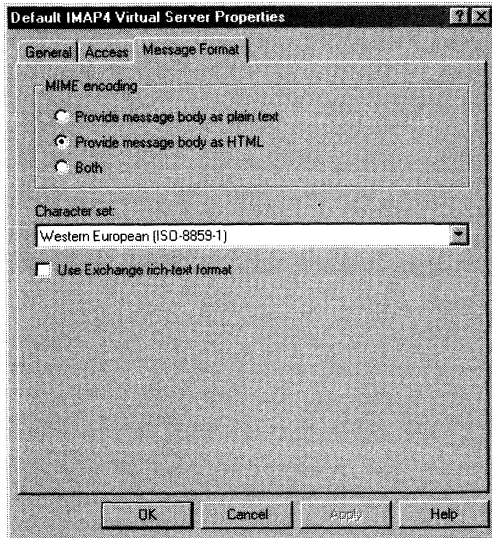 Default IMAP4 Virtual Server Properties
General Access Message Format
MIME encoding
Provide message body as plain text
Provide message body as HTML
Both
Character set:
Western European (ISO-8859-1)
Use Exchange rich-text format
OK Cancel Apply Help